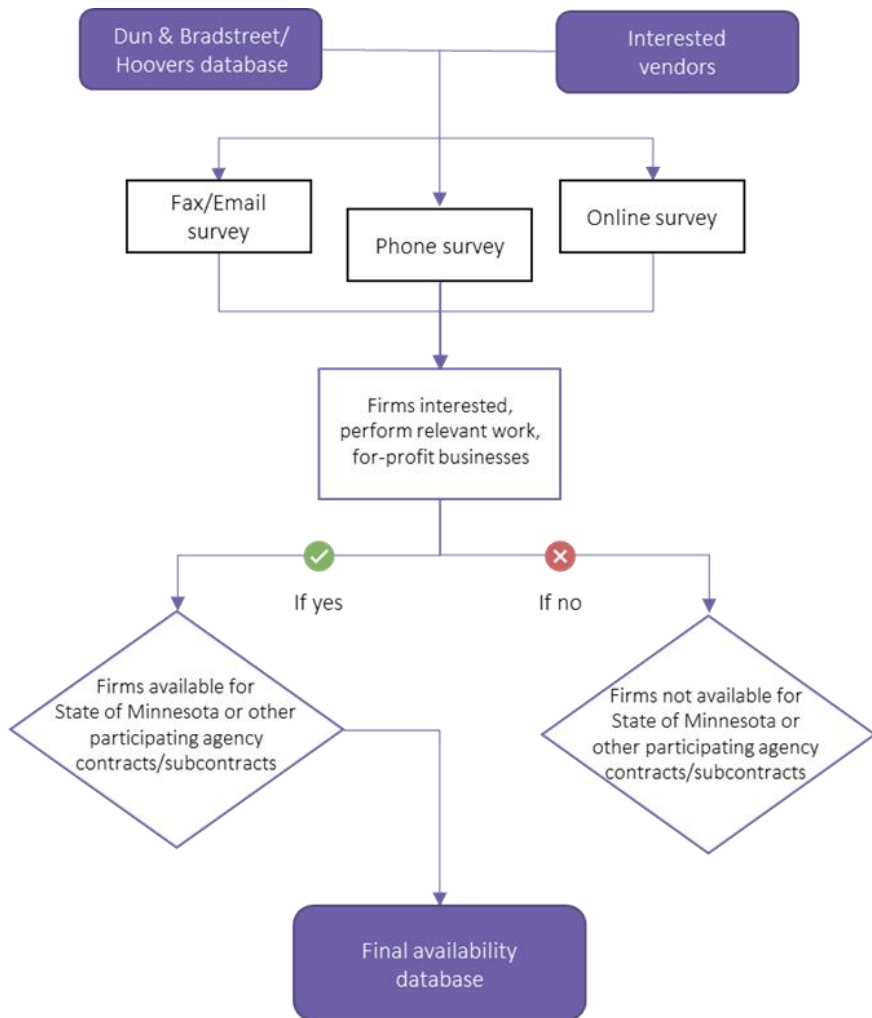 Dun & Bradstreet/
Hoovers database
Interested
vendors
Fax/Email
survey
Phone survey
Online survey
Firms interested,
perform relevant work,
for-profit businesses
If yes
If no
Firms available for
State of Minnesota or other
participating agency
contracts/subcontracts
Firms not available for
State of Minnesota or
other participating agency
contracts/subcontracts
Final availability
database